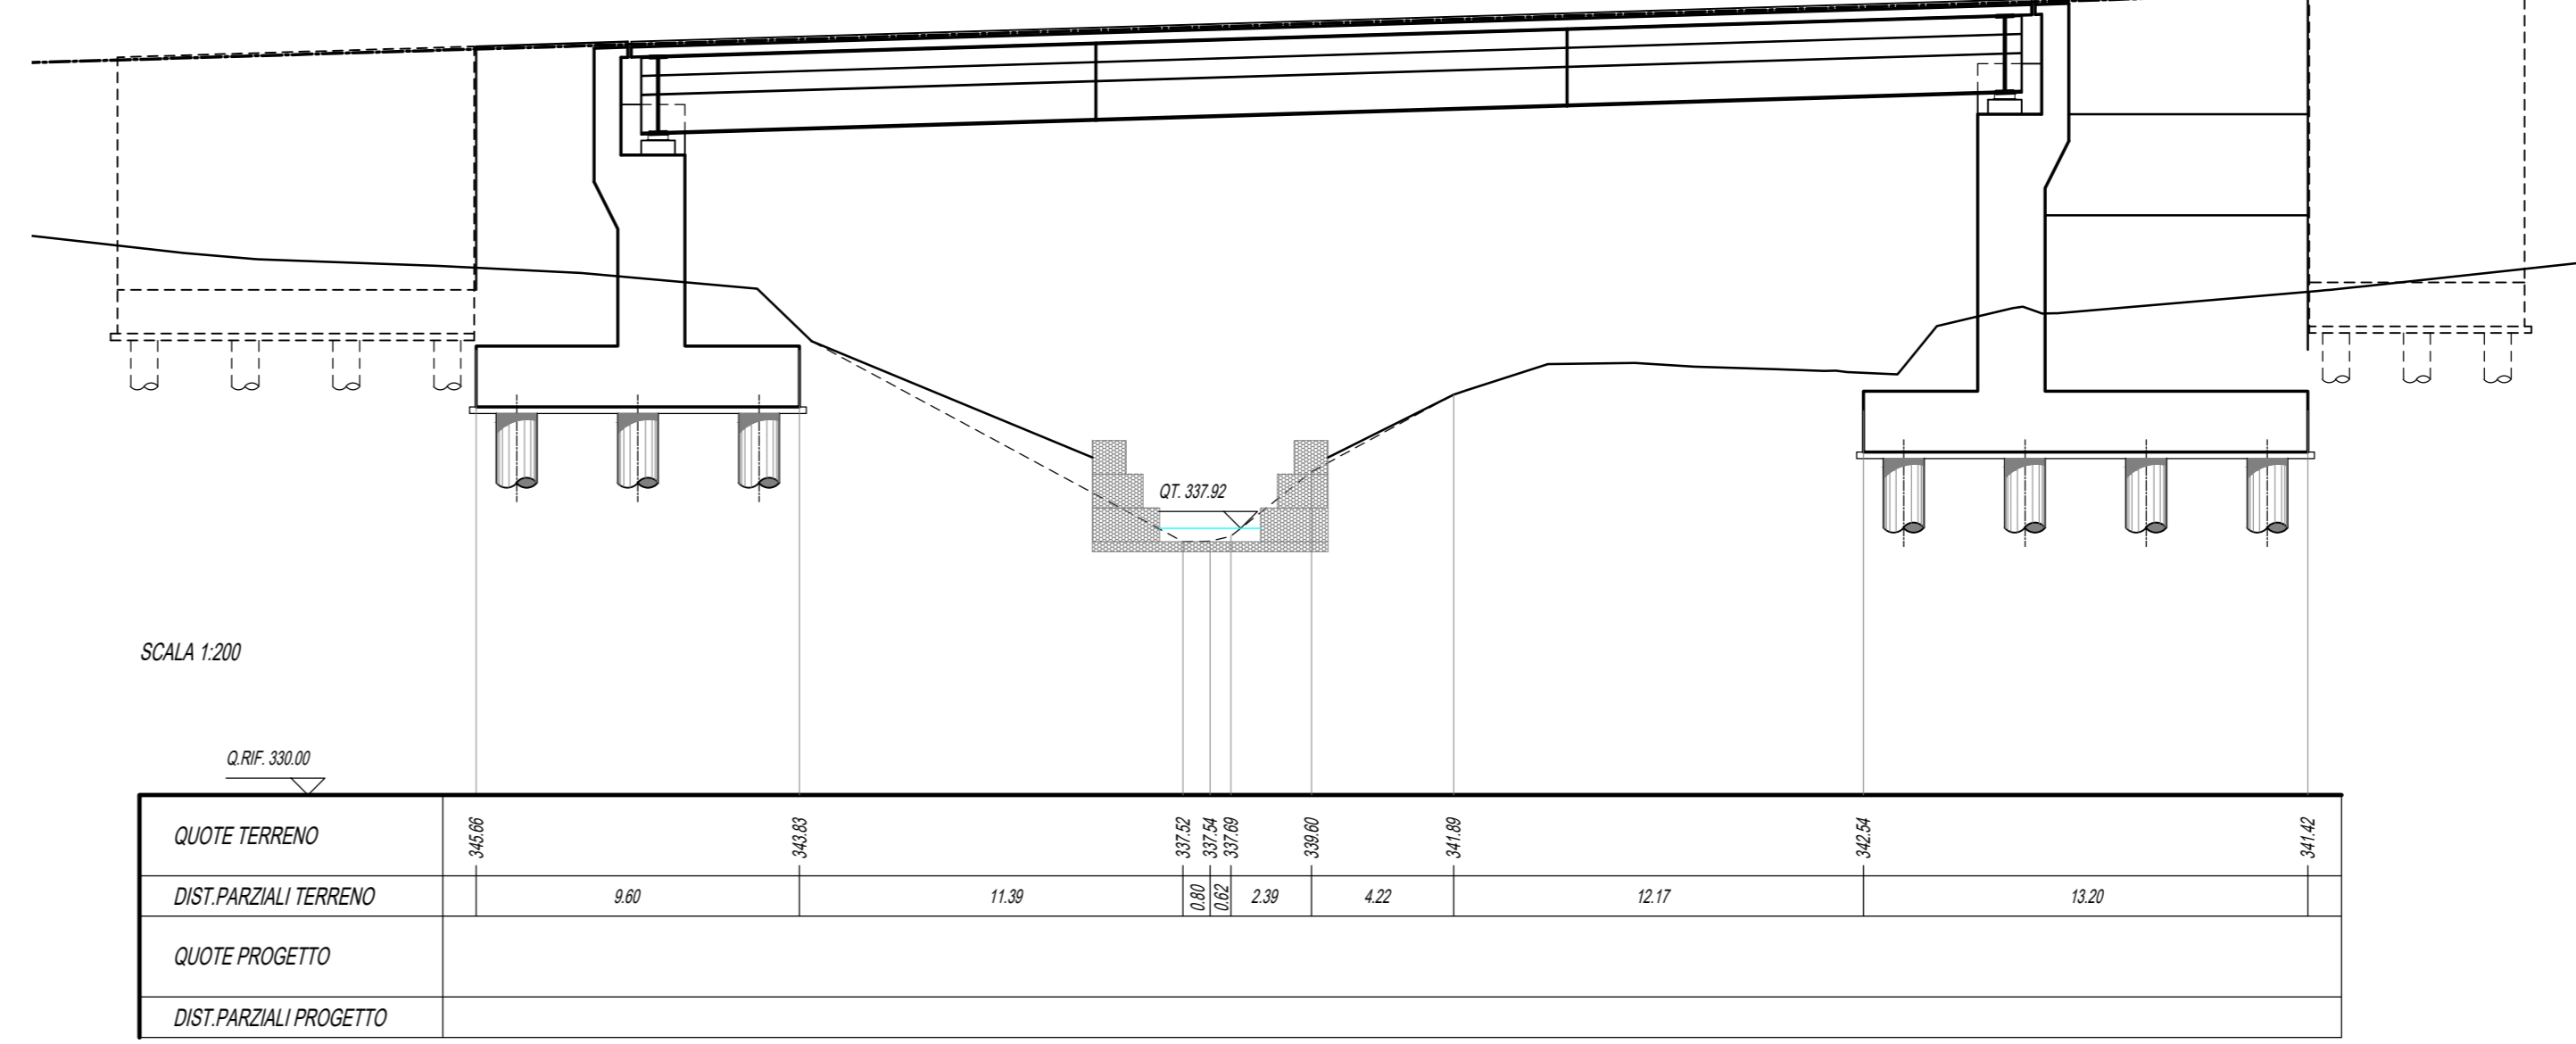 QT. 337.92
SCALA 1:200
Q.RIF. 330.00
QUOTE TERRENO 345.66 343.83 337.52 337.54 337.69 339.60 341.89 342.54 341.42
DIST.PARZIALI TERRENO 9.60 11.39 0.80 0.62 2.39 4.22 12.17 13.20
QUOTE PROGETTO
DIST.PARZIALI PROGETTO